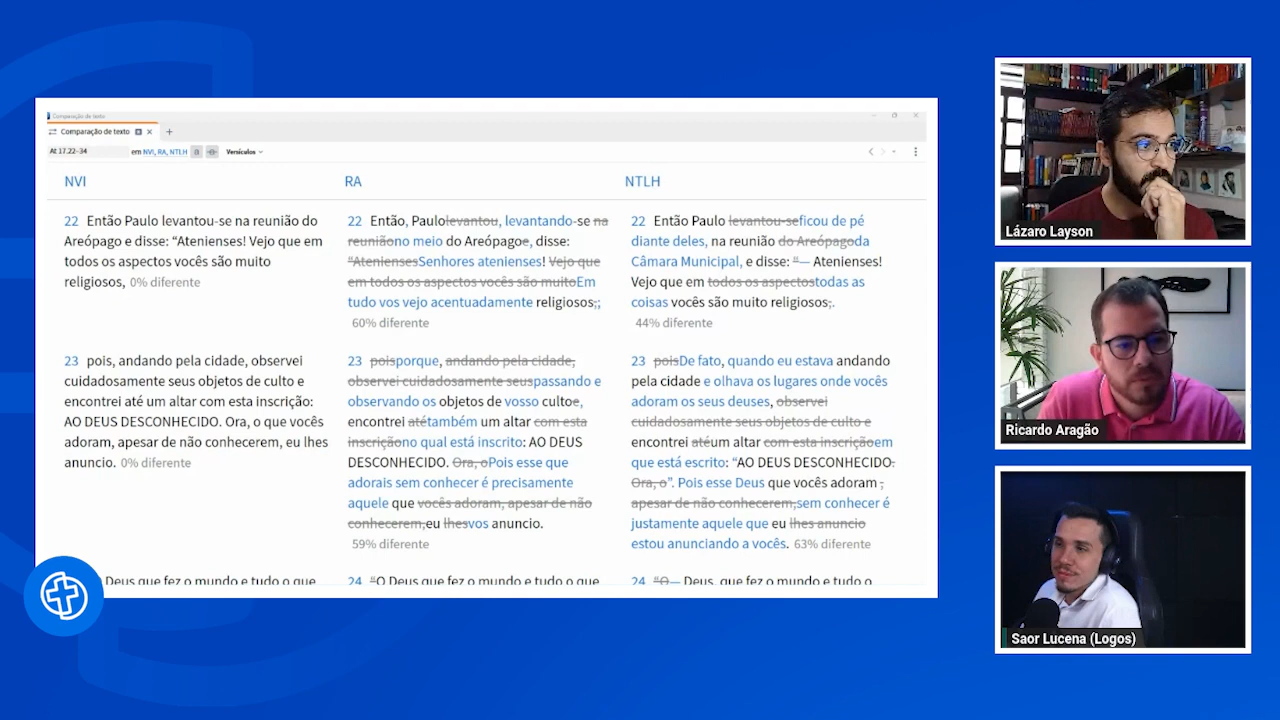 Comparação de texto
Comparação de texto
At 17.22–34
em NVI, RA, NTLH
Versículos
NVI
RA
NTLH
22 Então Paulo levantou-se na reunião do
Areópago e disse: “Atenienses! Vejo que em
todos os aspectos vocês são muito
religiosos, 0% diferente
22 Então, Paulolevantou, levantando-se na
reuniãono meio do Areópagoe, disse:
“AteniensesSenhores atenienses! Vejo que
em todos os aspectos vocês são muitoEm
tudo vos vejo acentuadamente religiosos,;
60% diferente
22 Então Paulo levantou-seficou de pé
diante deles, na reunião do Areópagoda
Câmara Municipal, e disse: “— Atenienses!
Vejo que em todos os aspectostodas as
coisas vocês são muito religiosos,.
44% diferente
23 pois, andando pela cidade, observei
cuidadosamente seus objetos de culto e
encontrei até um altar com esta inscrição:
AO DEUS DESCONHECIDO. Ora, o que vocês
adoram, apesar de não conhecerem, eu lhes
anuncio. 0% diferente
23 poisporque, andando pela cidade,
observei cuidadosamente seuspassando e
observando os objetos de vosso cultoe,
encontrei atétambém um altar com esta
inscriçãono qual está inscrito: AO DEUS
DESCONHECIDO. Ora, oPois esse que
adorais sem conhecer é precisamente
aquele que vocês adoram, apesar de não
conhecerem,eu lhesvos anuncio.
59% diferente
23 poisDe fato, quando eu estava andando
pela cidade e olhava os lugares onde vocês
adoram os seus deuses, observei
cuidadosamente seus objetos de culto e
encontrei atéum altar com esta inscriçãoem
que está escrito: “AO DEUS DESCONHECIDO.
Ora, o”. Pois esse Deus que vocês adoram ,
apesar de não conhecerem,sem conhecer é
justamente aquele que eu lhes anuncio
estou anunciando a vocês. 63% diferente
Deus que fez o mundo e tudo o que
24 “O Deus que fez o mundo e tudo o que
24 “O— Deus, que fez o mundo e tudo o
Lázaro Layson
Ricardo Aragão
Saor Lucena (Logos)